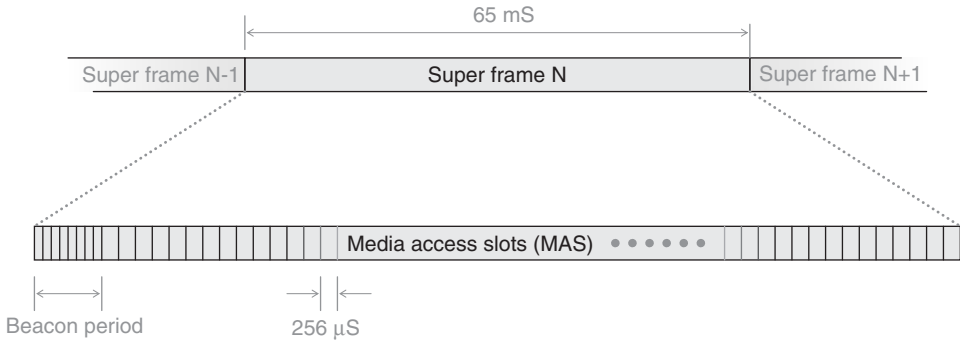 65 mS
Super frame N-1
Super frame N
Super frame N+1
Media access slots (MAS)
Beacon period
256 μS